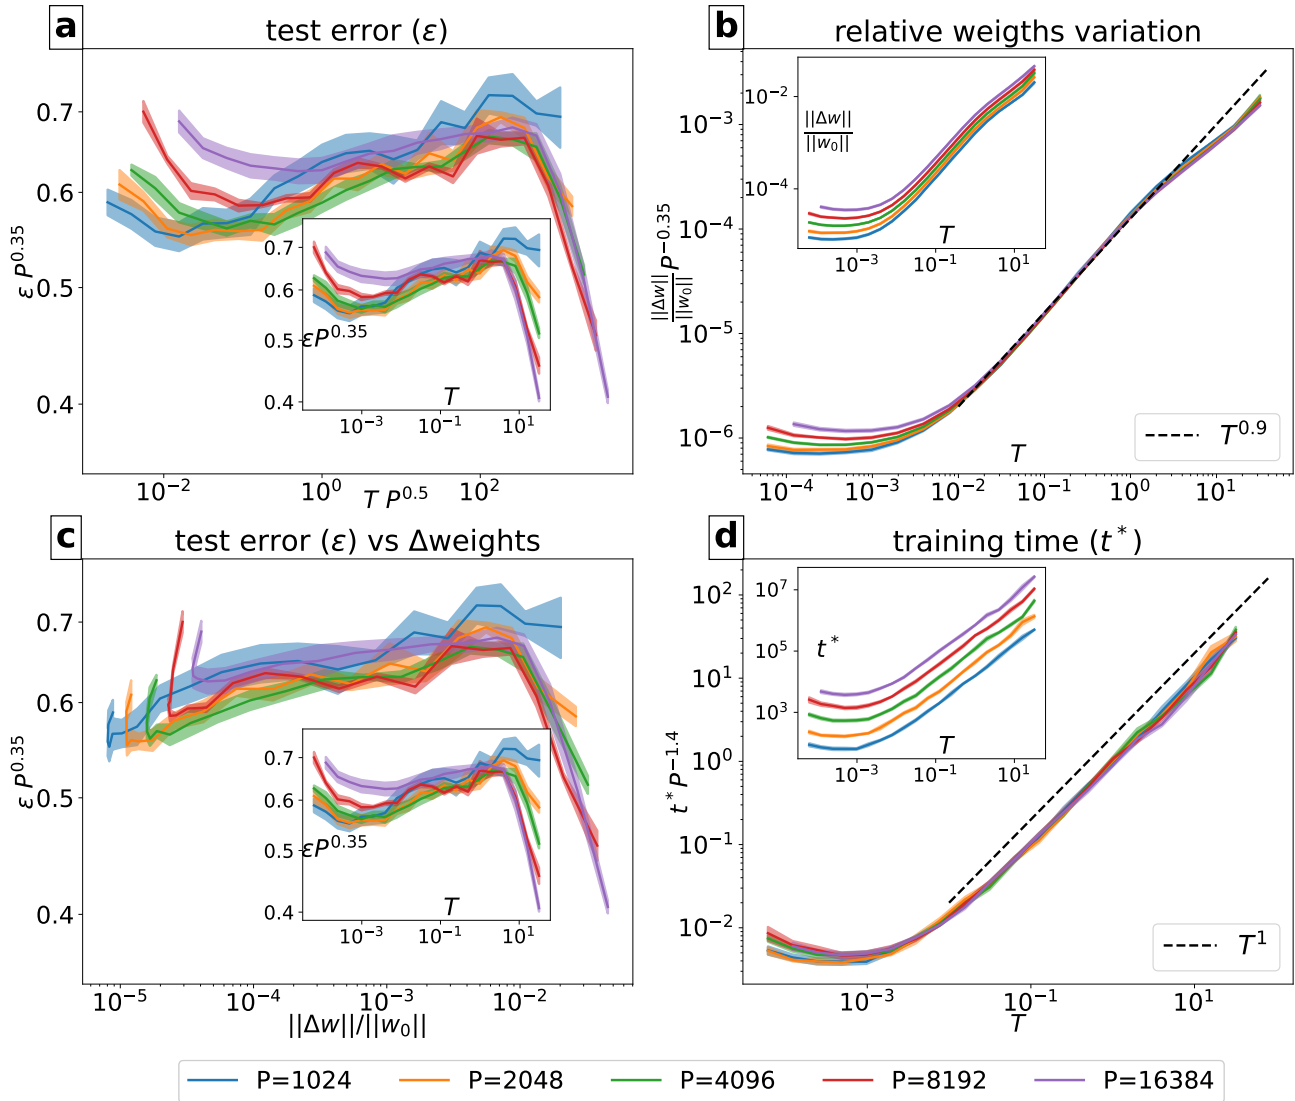 a
test error (ε)
ε P^0.35
0.7
0.6
0.5
0.4
10^−2
10^0
10^2
T P^0.5
0.7
0.6
0.5
0.4
εP^0.35
T
10^−3
10^−1
10^1
b
relative weigths variation
||Δw||/||w_0|| P^−0.35
10^−3
10^−4
10^−5
10^−6
10^−4
10^−3
10^−2
10^−1
10^0
10^1
T
T^0.9
||Δw||/||w_0||
10^−2
10^−4
T
10^−3
10^−1
10^1
c
test error (ε) vs Δweights
ε P^0.35
0.7
0.6
0.5
0.4
10^−5
10^−4
10^−3
10^−2
||Δw||/||w_0||
0.7
0.6
0.5
0.4
εP^0.35
T
10^−3
10^−1
10^1
d
training time (t^*)
t^* P^−1.4
10^2
10^1
10^0
10^−1
10^−2
10^−3
10^−1
10^1
T
T^1
t^*
10^7
10^5
10^3
T
10^−3
10^−1
10^1
P=1024
P=2048
P=4096
P=8192
P=16384